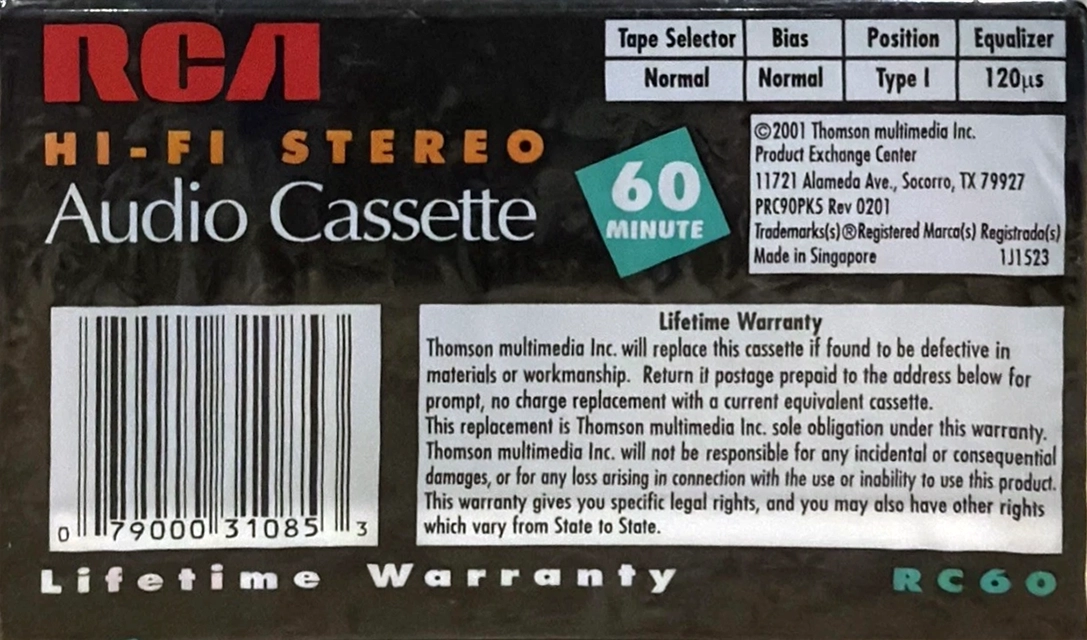 RCA
HI-FI STEREO
Audio Cassette
60
MINUTE
Tape Selector Bias Position Equalizer
Normal Normal Type I 120µs
©2001 Thomson multimedia Inc.
Product Exchange Center
11721 Alameda Ave., Socorro, TX 79927
PRC90PK5 Rev 0201
Trademarks(s)®Registered Marca(s) Registrada(s)
Made in Singapore 1J1523
0 79000 31085 3
Lifetime Warranty
Thomson multimedia Inc. will replace this cassette if found to be defective in
materials or workmanship. Return it postage prepaid to the address below for
prompt, no charge replacement with a current equivalent cassette.
This replacement is Thomson multimedia Inc. sole obligation under this warranty.
Thomson multimedia Inc. will not be responsible for any incidental or consequential
damages, or for any loss arising in connection with the use or inability to use this product.
This warranty gives you specific legal rights, and you may also have other rights
which vary from State to State.
Lifetime Warranty RC60